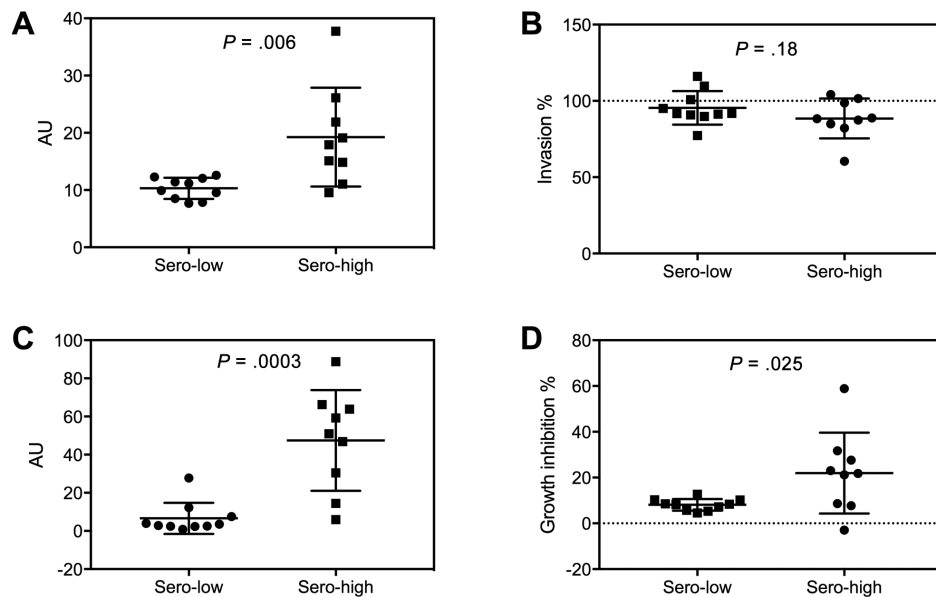 A
P = .006
AU
40
30
20
10
0
Sero-low
Sero-high
B
P = .18
Invasion %
150
100
50
0
Sero-low
Sero-high
C
P = .0003
AU
100
80
60
40
20
0
-20
Sero-low
Sero-high
D
P = .025
Growth inhibition %
80
60
40
20
0
-20
Sero-low
Sero-high